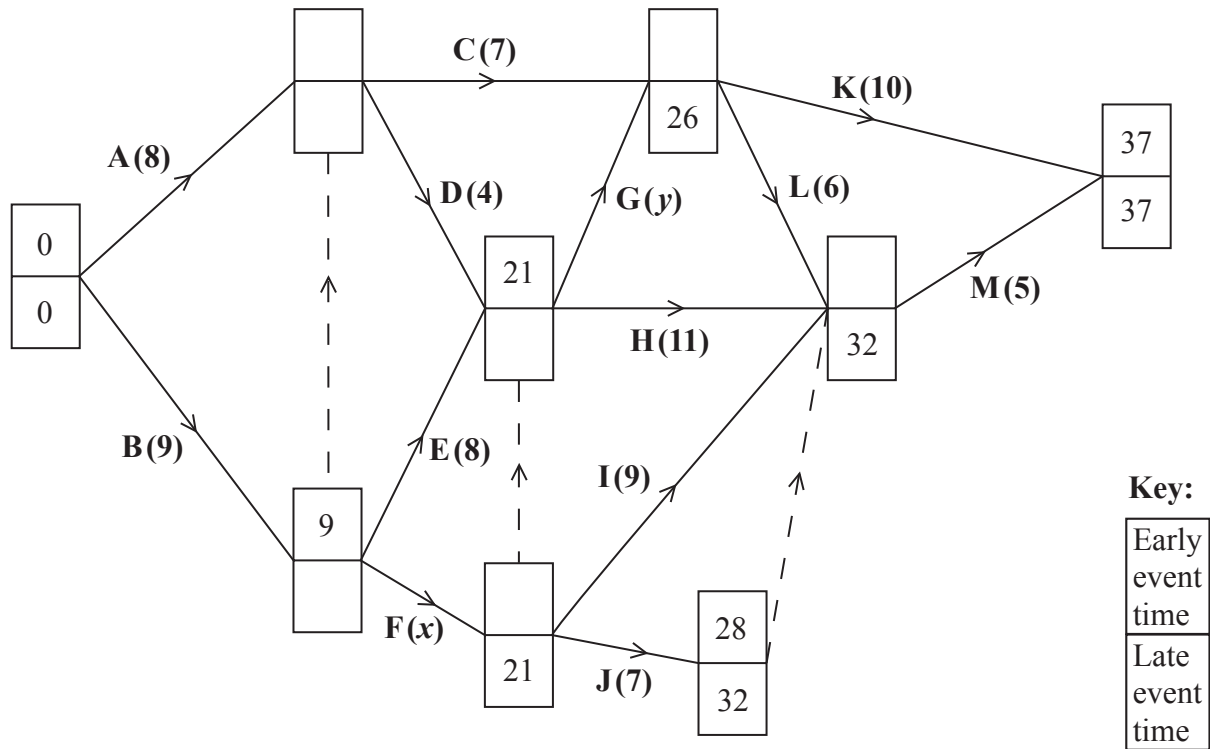 C(7)
K(10)
26
37
37
A(8)
D(4)
G(y)
L(6)
0
0
21
M(5)
H(11)
32
B(9)
E(8)
I(9)
9
Key:
Early
event
time
F(x)
21
J(7)
28
32
Late
event
time